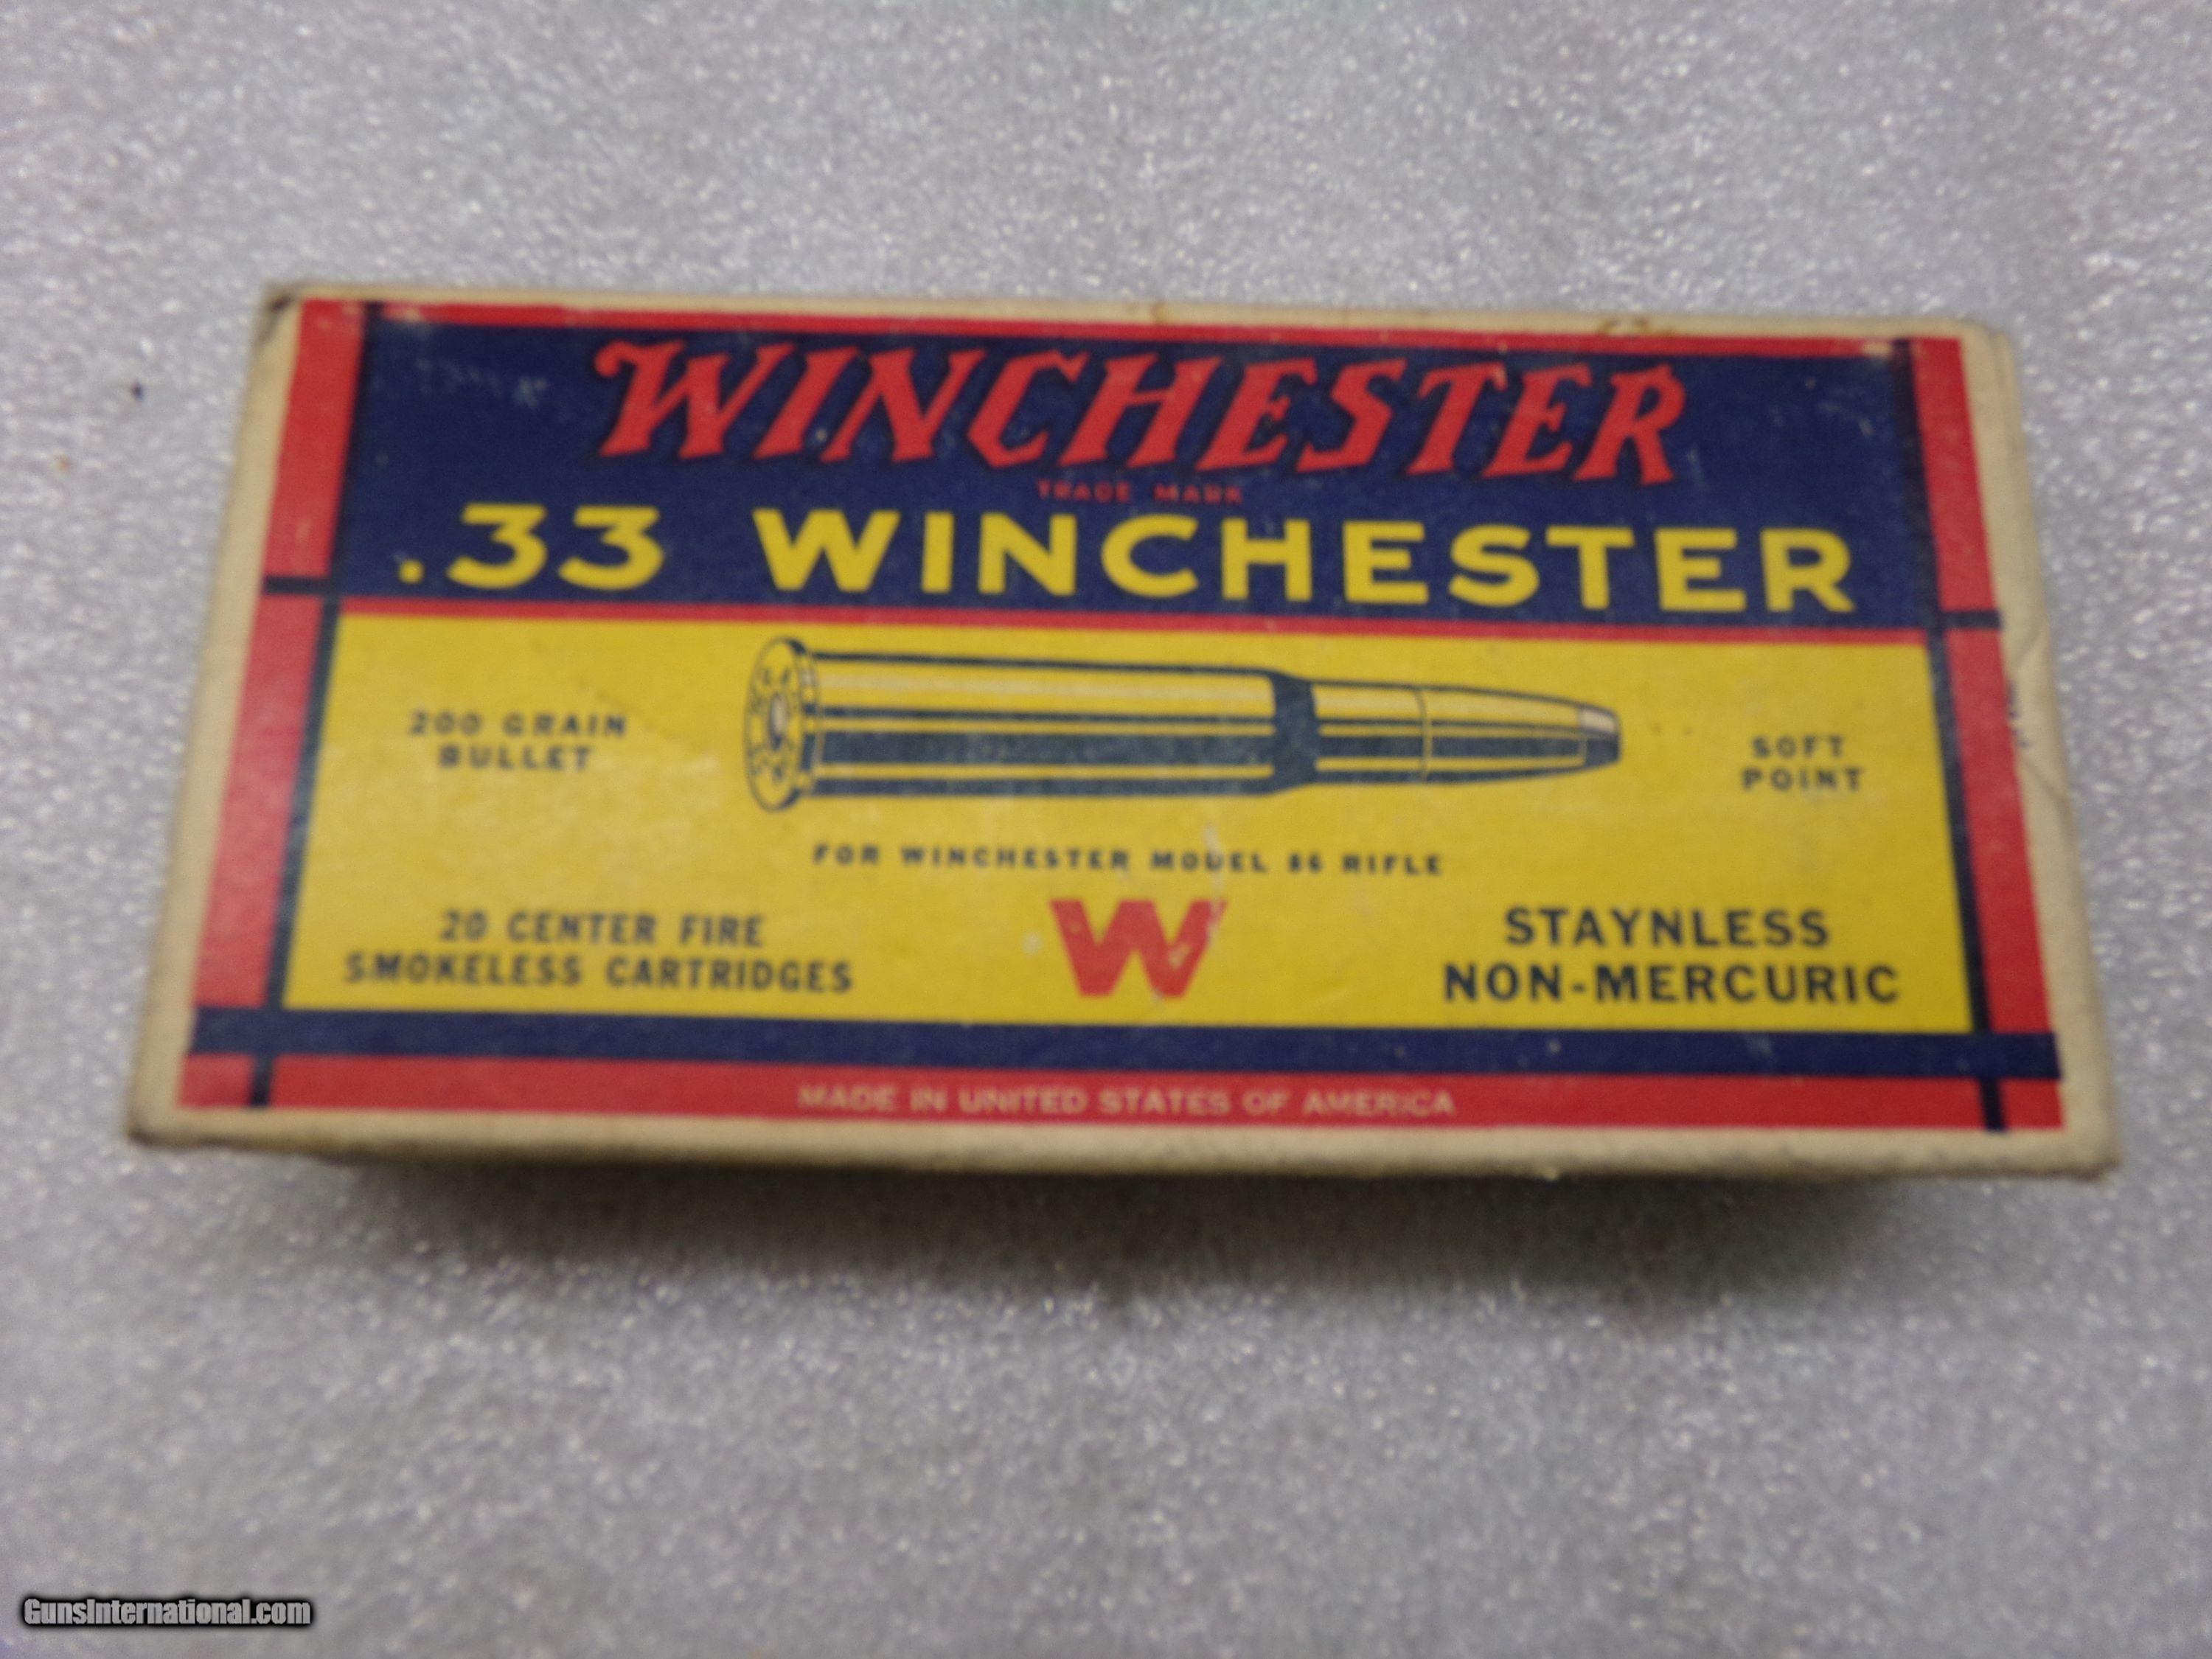 WINCHESTER
TRADE MARK
.33 WINCHESTER
200 GRAIN
BULLET
SOFT
POINT
FOR WINCHESTER MODEL 86 RIFLE
20 CENTER FIRE
SMOKELESS CARTRIDGES
W
STAYNLESS
NON-MERCURIC
MADE IN UNITED STATES OF AMERICA
GunsInternational.com